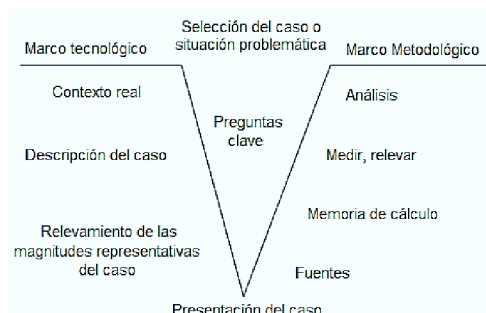 Selección del caso o
situación problemática
Marco tecnológico
Marco Metodológico
Contexto real
Análisis
Preguntas
clave
Descripción del caso
Medir, relevar
Memoria de cálculo
Relevamiento de las
magnitudes representativas
del caso
Fuentes
Presentación del caso